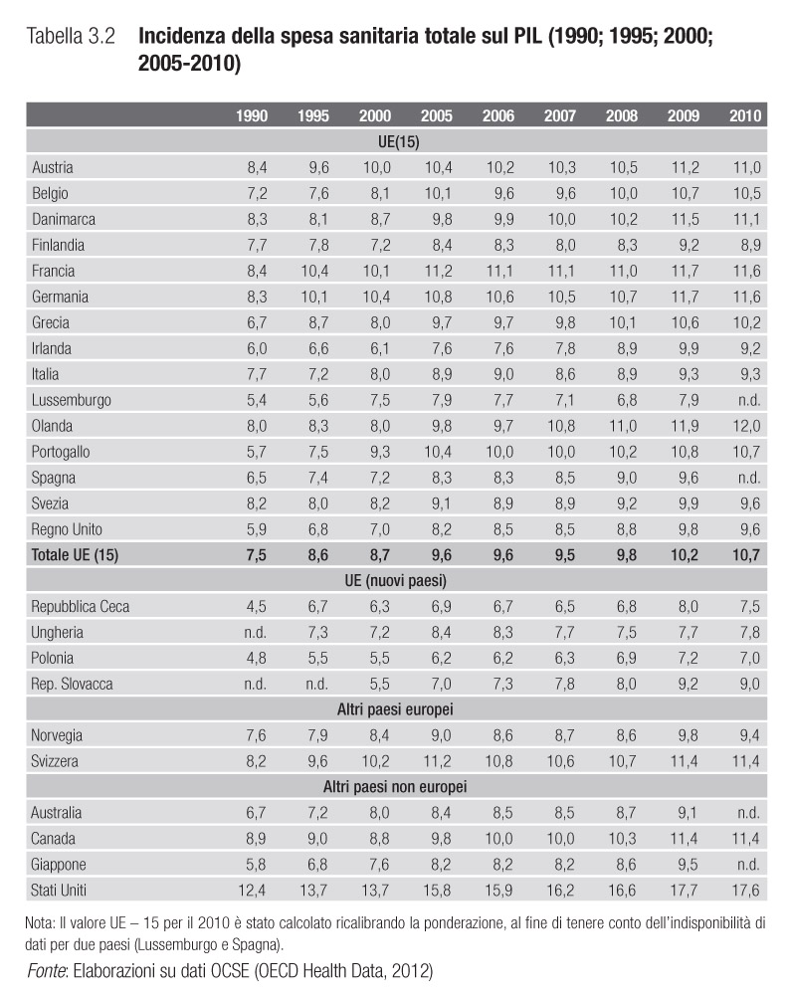 Tabella 3.2 Incidenza della spesa sanitaria totale sul PIL (1990; 1995; 2000;
2005-2010)
1990 1995 2000 2005 2006 2007 2008 2009 2010
UE(15)
Austria 8,4 9,6 10,0 10,4 10,2 10,3 10,5 11,2 11,0
Belgio 7,2 7,6 8,1 10,1 9,6 9,6 10,0 10,7 10,5
Danimarca 8,3 8,1 8,7 9,8 9,9 10,0 10,2 11,5 11,1
Finlandia 7,7 7,8 7,2 8,4 8,3 8,0 8,3 9,2 8,9
Francia 8,4 10,4 10,1 11,2 11,1 11,1 11,0 11,7 11,6
Germania 8,3 10,1 10,4 10,8 10,6 10,5 10,7 11,7 11,6
Grecia 6,7 8,7 8,0 9,7 9,7 9,8 10,1 10,6 10,2
Irlanda 6,0 6,6 6,1 7,6 7,6 7,8 8,9 9,9 9,2
Italia 7,7 7,2 8,0 8,9 9,0 8,6 8,9 9,3 9,3
Lussemburgo 5,4 5,6 7,5 7,9 7,7 7,1 6,8 7,9 n.d.
Olanda 8,0 8,3 8,0 9,8 9,7 10,8 11,0 11,9 12,0
Portogallo 5,7 7,5 9,3 10,4 10,0 10,0 10,2 10,8 10,7
Spagna 6,5 7,4 7,2 8,3 8,3 8,5 9,0 9,6 n.d.
Svezia 8,2 8,0 8,2 9,1 8,9 8,9 9,2 9,9 9,6
Regno Unito 5,9 6,8 7,0 8,2 8,5 8,5 8,8 9,8 9,6
Totale UE (15) 7,5 8,6 8,7 9,6 9,6 9,5 9,8 10,2 10,7
UE (nuovi paesi)
Repubblica Ceca 4,5 6,7 6,3 6,9 6,7 6,5 6,8 8,0 7,5
Ungheria n.d. 7,3 7,2 8,4 8,3 7,7 7,5 7,7 7,8
Polonia 4,8 5,5 5,5 6,2 6,2 6,3 6,9 7,2 7,0
Rep. Slovacca n.d. n.d. 5,5 7,0 7,3 7,8 8,0 9,2 9,0
Altri paesi europei
Norvegia 7,6 7,9 8,4 9,0 8,6 8,7 8,6 9,8 9,4
Svizzera 8,2 9,6 10,2 11,2 10,8 10,6 10,7 11,4 11,4
Altri paesi non europei
Australia 6,7 7,2 8,0 8,4 8,5 8,5 8,7 9,1 n.d.
Canada 8,9 9,0 8,8 9,8 10,0 10,0 10,3 11,4 11,4
Giappone 5,8 6,8 7,6 8,2 8,2 8,2 8,6 9,5 n.d.
Stati Uniti 12,4 13,7 13,7 15,8 15,9 16,2 16,6 17,7 17,6
Nota: Il valore UE – 15 per il 2010 è stato calcolato ricalibrando la ponderazione, al fine di tenere conto dell'indisponibilità di
dati per due paesi (Lussemburgo e Spagna).
Fonte: Elaborazioni su dati OCSE (OECD Health Data, 2012)